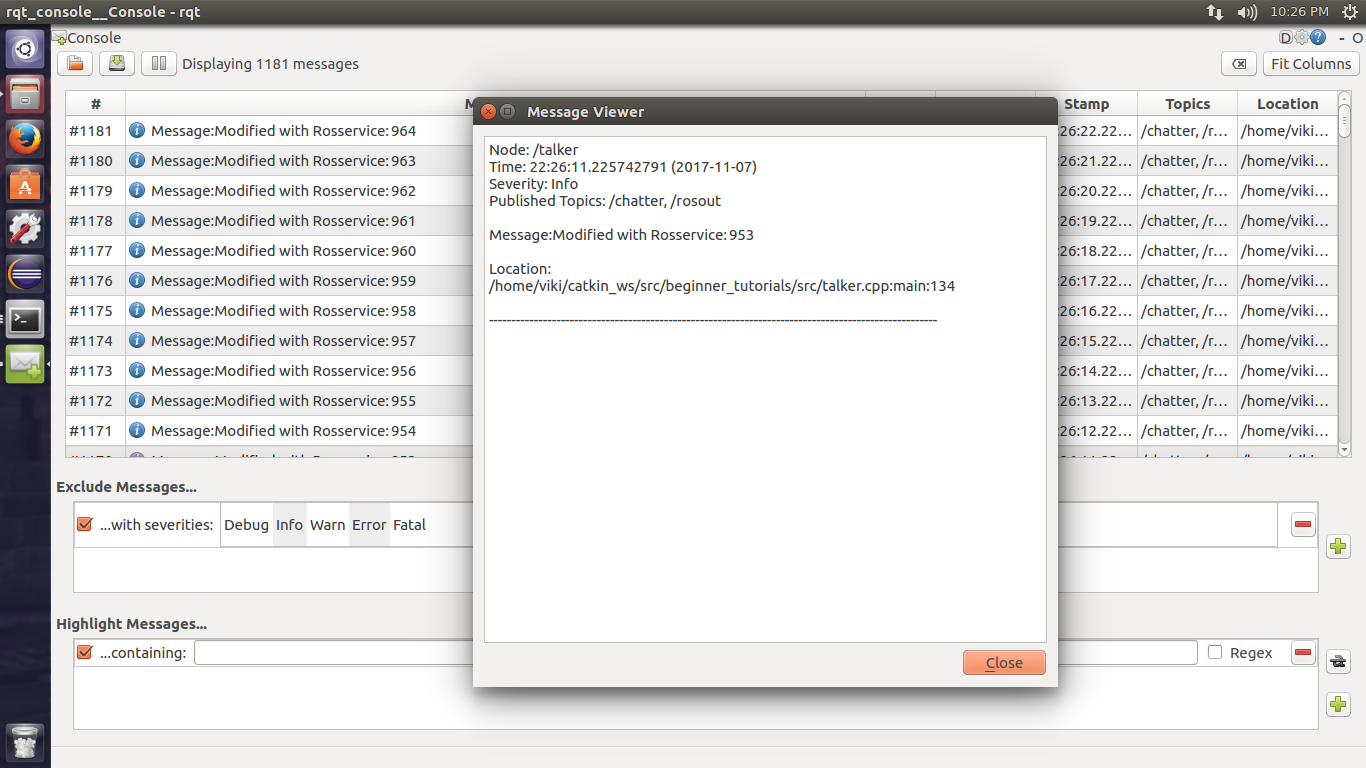 rqt_console__Console - rqt
10:26 PM
Console
D
- O
Displaying 1181 messages
Fit Columns
# Stamp Topics Location
#1181 Message:Modified with Rosservice: 964 :26:22.22... /chatter, /r... /home/viki...
#1180 Message:Modified with Rosservice: 963 :26:21.22... /chatter, /r... /home/viki...
#1179 Message:Modified with Rosservice: 962 :26:20.22... /chatter, /r... /home/viki...
#1178 Message:Modified with Rosservice: 961 :26:19.22... /chatter, /r... /home/viki...
#1177 Message:Modified with Rosservice: 960 :26:18.22... /chatter, /r... /home/viki...
#1176 Message:Modified with Rosservice: 959 :26:17.22... /chatter, /r... /home/viki...
#1175 Message:Modified with Rosservice: 958 :26:16.22... /chatter, /r... /home/viki...
#1174 Message:Modified with Rosservice: 957 :26:15.22... /chatter, /r... /home/viki...
#1173 Message:Modified with Rosservice: 956 :26:14.22... /chatter, /r... /home/viki...
#1172 Message:Modified with Rosservice: 955 :26:13.22... /chatter, /r... /home/viki...
#1171 Message:Modified with Rosservice: 954 :26:12.22... /chatter, /r... /home/viki...
Message Viewer
Node: /talker
Time: 22:26:11.225742791 (2017-11-07)
Severity: Info
Published Topics: /chatter, /rosout
Message:Modified with Rosservice: 953
Location:
/home/viki/catkin_ws/src/beginner_tutorials/src/talker.cpp:main:134
----------------------------------------------------------------------------------------------------
Close
Exclude Messages...
...with severities: Debug Info Warn Error Fatal
Highlight Messages...
...containing: Regex